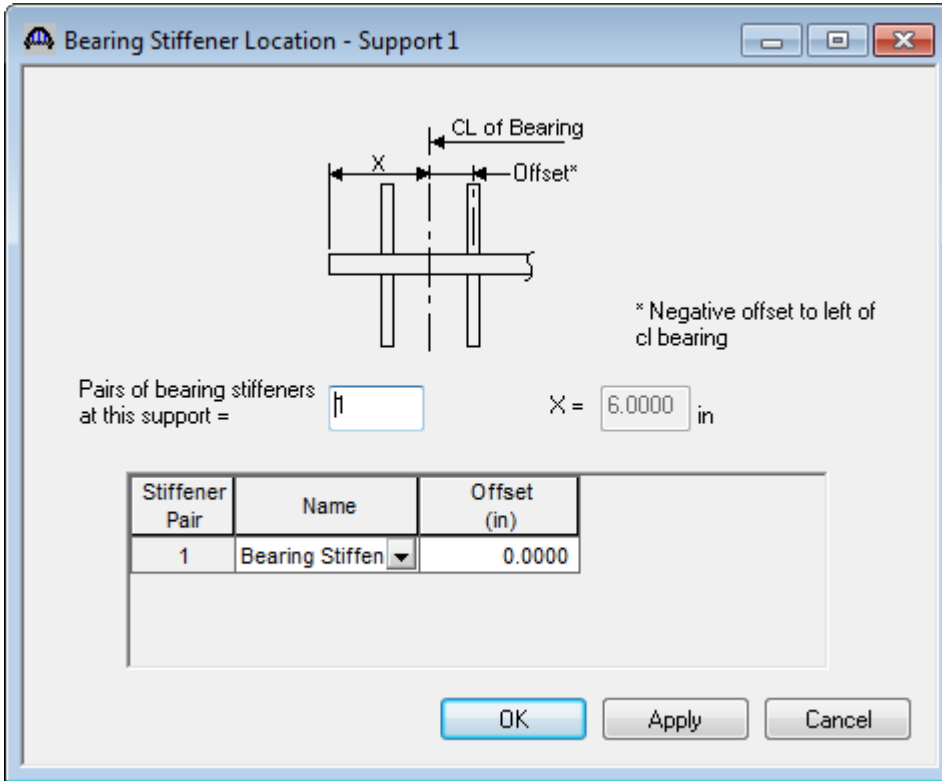 Bearing Stiffener Location - Support 1
CL of Bearing
X
Offset*
* Negative offset to left of
cl bearing
Pairs of bearing stiffeners
at this support =
1
X =
6.0000
in
Stiffener
Pair
Name
Offset
(in)
1
Bearing Stiffen
0.0000
OK
Apply
Cancel